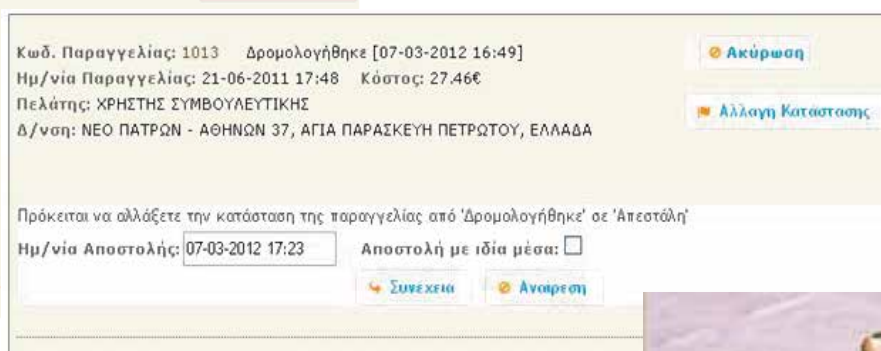 Κωδ. Παραγγελίας: 1013 Δρομολογήθηκε [07-03-2012 16:49]
Ακύρωση
Ημ/νία Παραγγελίας: 21-06-2011 17:48 Κόστος: 27.46€
Πελάτης: ΧΡΗΣΤΗΣ ΣΥΜΒΟΥΛΕΥΤΙΚΗΣ
Αλλαγή Κατάστασης
Δ/νση: ΝΕΟ ΠΑΤΡΩΝ - ΑΘΗΝΩΝ 37, ΑΓΙΑ ΠΑΡΑΣΚΕΥΗ ΠΕΤΡΩΤΟΥ, ΕΛΛΑΔΑ
Πρόκειται να αλλάξετε την κατάσταση της παραγγελίας από 'Δρομολογήθηκε' σε 'Απεστάλη'
Ημ/νία Αποστολής: 07-03-2012 17:23 Αποστολή με ιδία μέσα:
Συνέχεια Αναίρεση